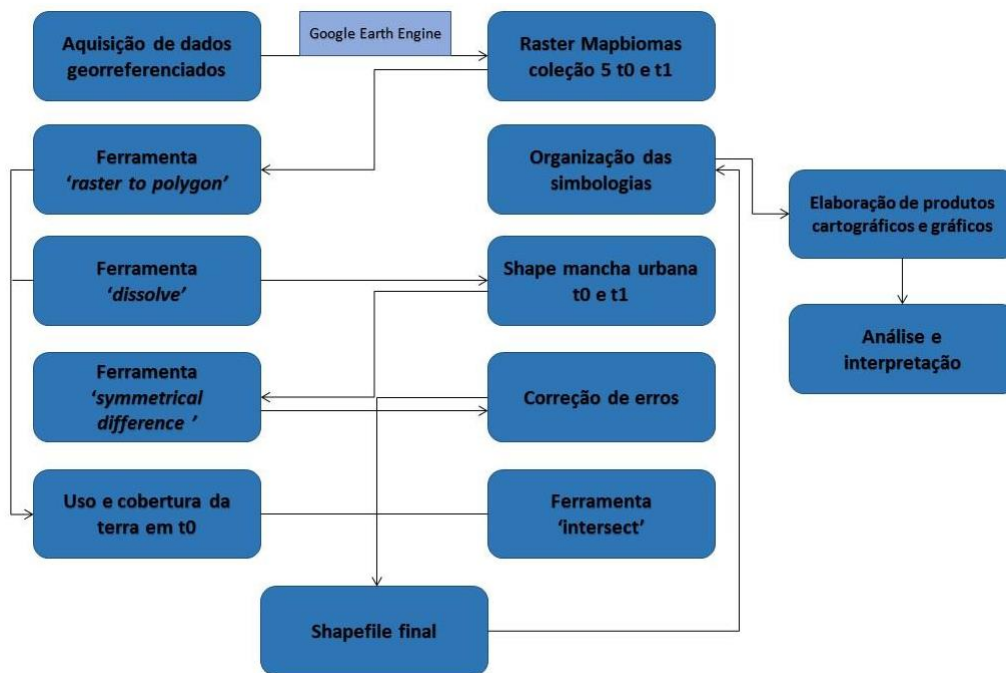 Aquisição de dados
georreferenciados
Google Earth Engine
Raster Mapbiomas
coleção 5 t0 e t1
Ferramenta
‘raster to polygon’
Organização das
simbologias
Elaboração de produtos
cartográficos e gráficos
Ferramenta
‘dissolve’
Shape mancha urbana
t0 e t1
Análise e
interpretação
Ferramenta
‘symmetrical
difference ’
Correção de erros
Uso e cobertura da
terra em t0
Ferramenta
‘intersect’
Shapefile final